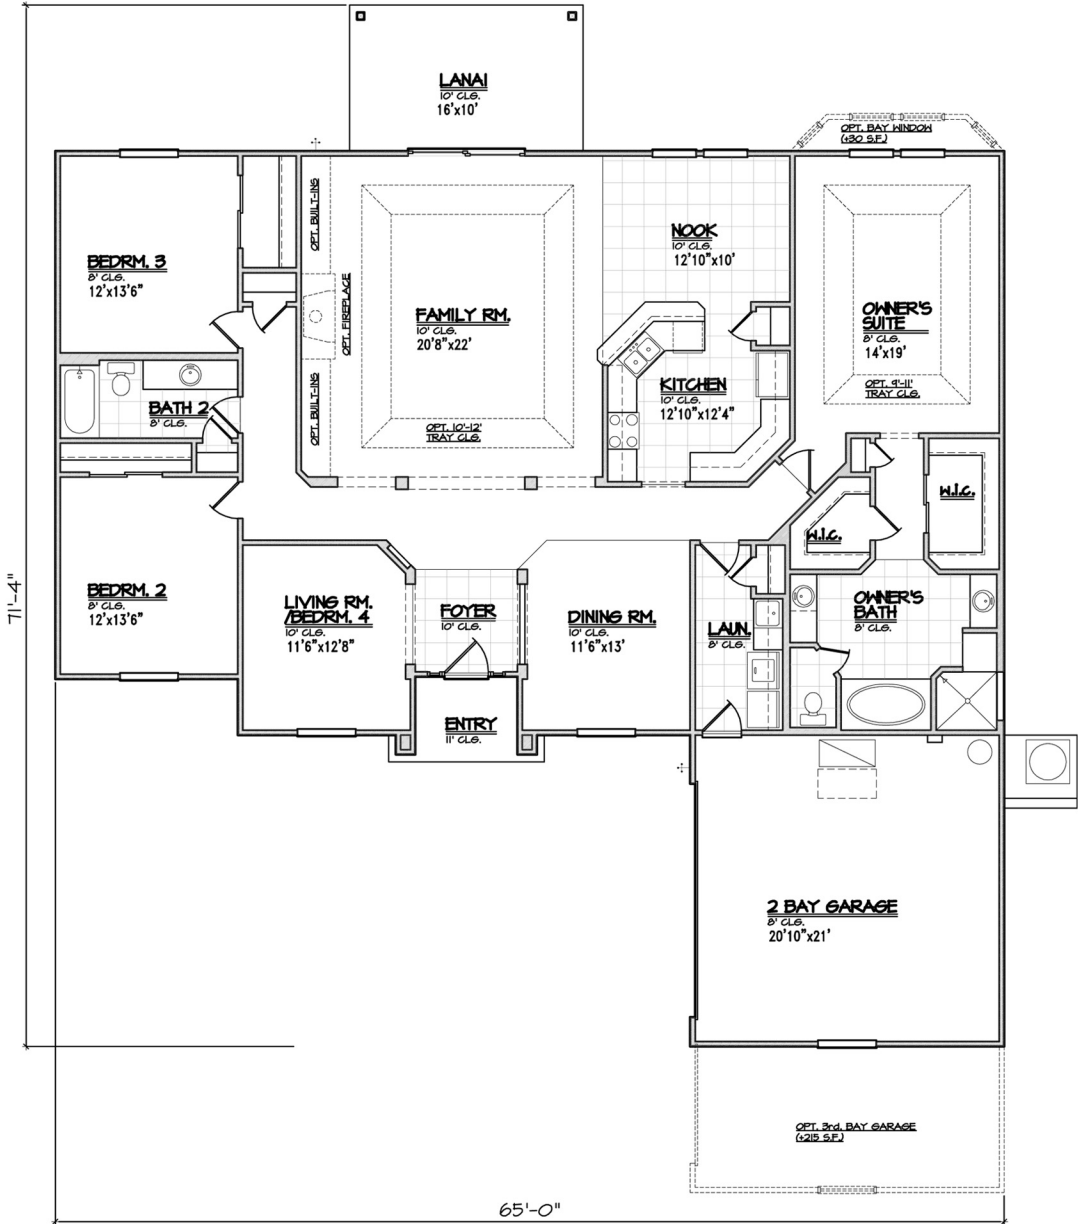 LANAI
10' CLG.
16'x10'
OPT. BAY WINDOW
(+30 S.F.)
OPT. BUILT-INS
NOOK
10' CLG.
12'10"x10'
BEDRM. 3
8' CLG.
12'x13'6"
OPT. FIREPLACE
FAMILY RM.
10' CLG.
20'8"x22'
OWNER'S
SUITE
8' CLG.
14'x19'
KITCHEN
10' CLG.
12'10"x12'4"
OPT. 9'-11'
TRAY CLG.
OPT. BUILT-INS
BATH 2
8' CLG.
OPT. 10'-12'
TRAY CLG.
W.I.C.
W.I.C.
71'-4"
BEDRM. 2
8' CLG.
12'x13'6"
LIVING RM.
/BEDRM. 4
10' CLG.
11'6"x12'8"
FOYER
10' CLG.
DINING RM.
10' CLG.
11'6"x13'
LAUN.
8' CLG.
OWNER'S
BATH
8' CLG.
ENTRY
11' CLG.
2 BAY GARAGE
8' CLG.
20'10"x21'
OPT. 3rd. BAY GARAGE
(+215 S.F.)
65'-0"